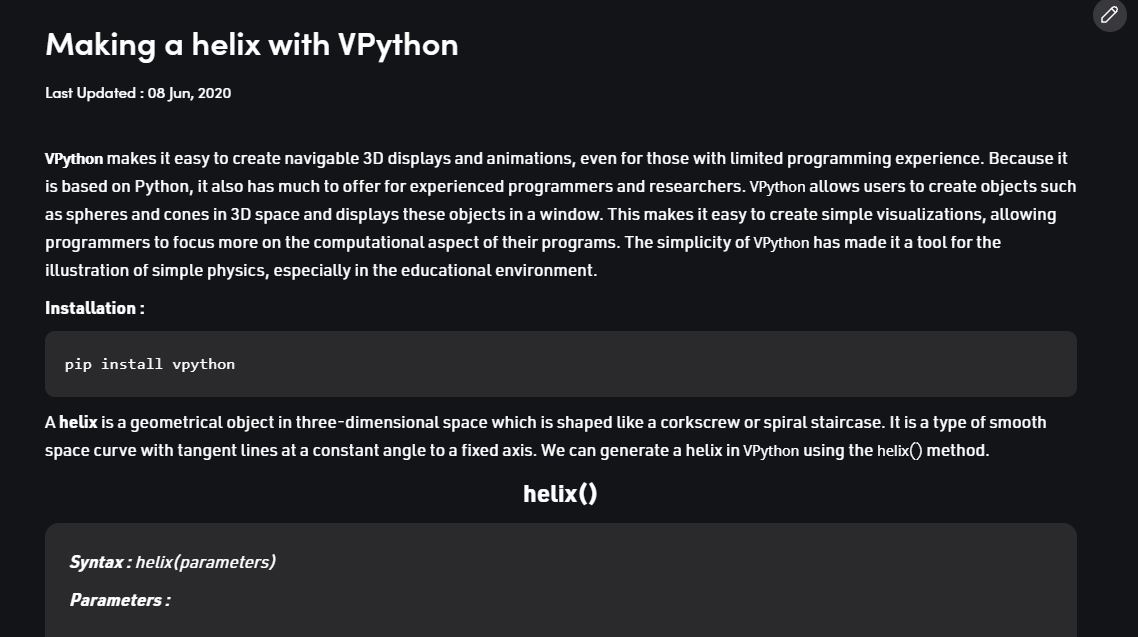 Making a helix with VPython
Last Updated : 08 Jun, 2020
VPython makes it easy to create navigable 3D displays and animations, even for those with limited programming experience. Because it
is based on Python, it also has much to offer for experienced programmers and researchers. VPython allows users to create objects such
as spheres and cones in 3D space and displays these objects in a window. This makes it easy to create simple visualizations, allowing
programmers to focus more on the computational aspect of their programs. The simplicity of VPython has made it a tool for the
illustration of simple physics, especially in the educational environment.
Installation :
pip install vpython
A helix is a geometrical object in three-dimensional space which is shaped like a corkscrew or spiral staircase. It is a type of smooth
space curve with tangent lines at a constant angle to a fixed axis. We can generate a helix in VPython using the helix() method.
helix()
Syntax : helix(parameters)
Parameters :